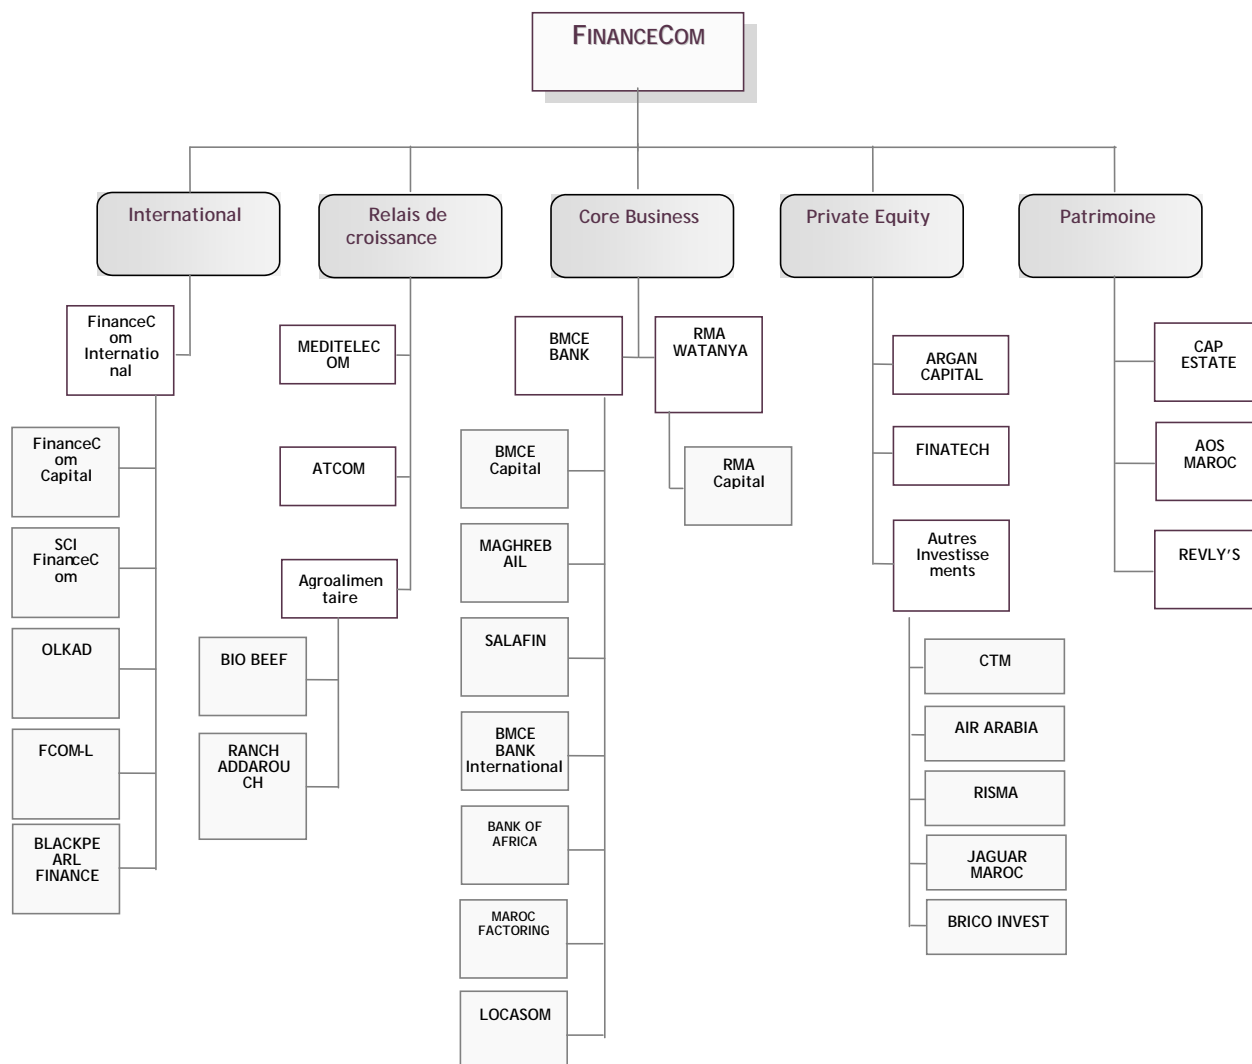 FINANCECOM
International
Relais de
croissance
Core Business
Private Equity
Patrimoine
FinanceC
om
Internatio
nal
FinanceC
om
Capital
SCI
FinanceC
om
OLKAD
FCOM-L
BLACKPE
ARL
FINANCE
MEDITELEC
OM
ATCOM
Agroalimen
taire
BIO BEEF
RANCH
ADDAROU
CH
BMCE
BANK
RMA
WATANYA
BMCE
Capital
MAGHREB
AIL
SALAFIN
BMCE
BANK
International
BANK OF
AFRICA
MAROC
FACTORING
LOCASOM
RMA
Capital
ARGAN
CAPITAL
FINATECH
Autres
Investisse
ments
CTM
AIR ARABIA
RISMA
JAGUAR
MAROC
BRICO INVEST
CAP
ESTATE
AOS
MAROC
REVLY'S